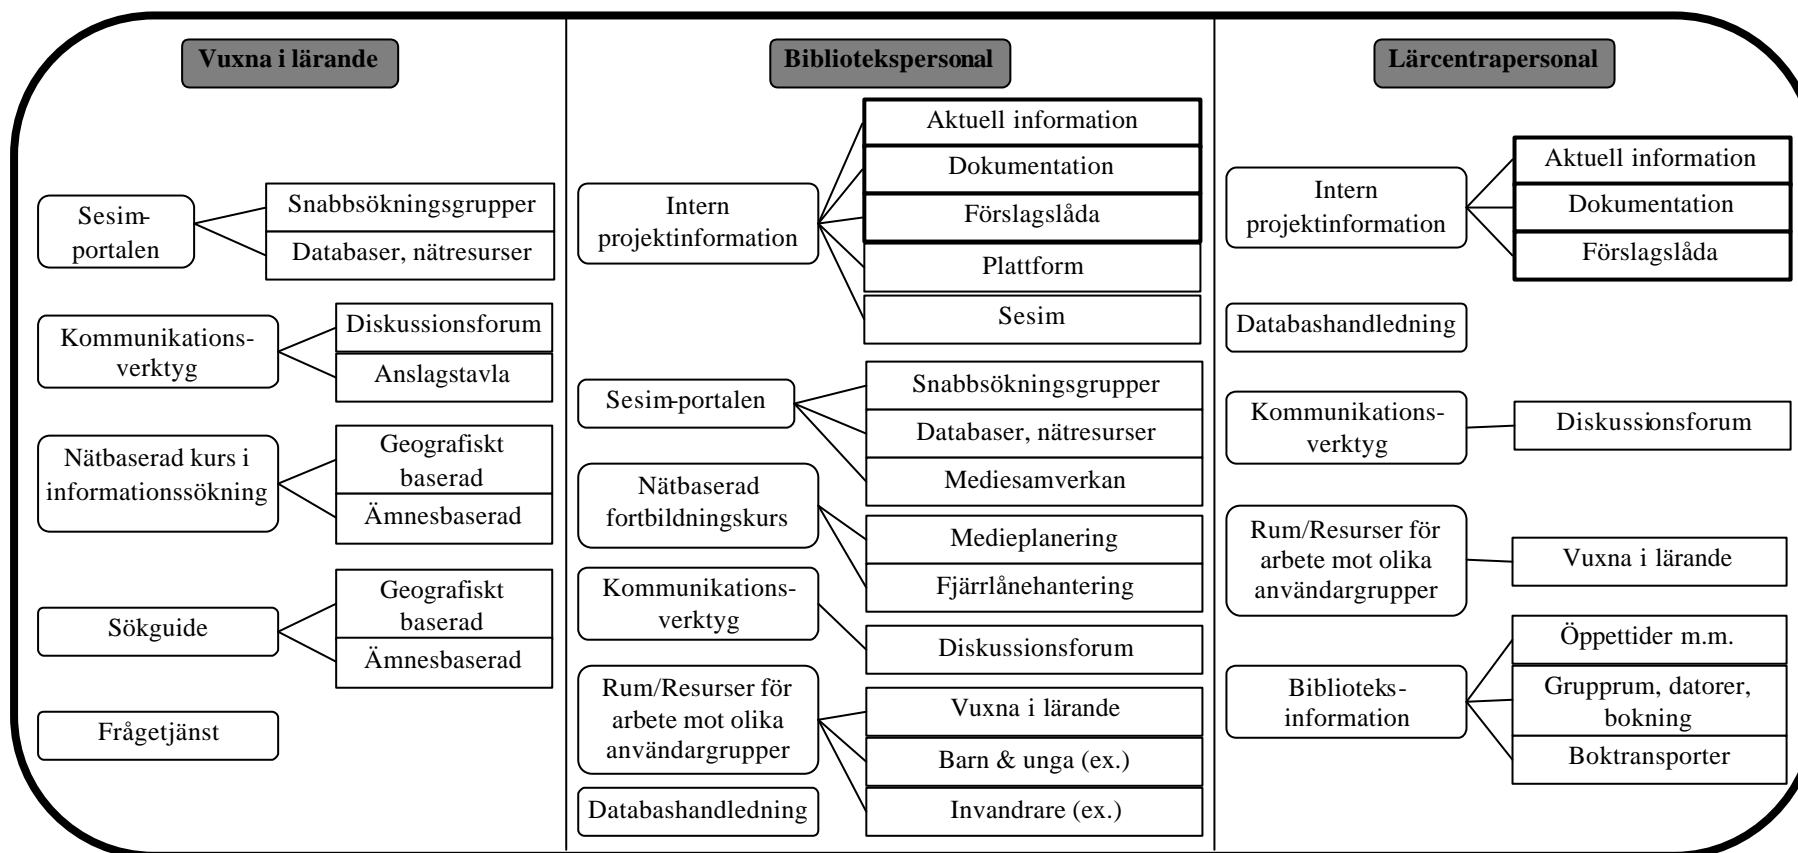 Vuxna i lärande
Sesim-
portalen
Snabbsökningsgrupper
Databaser, nätresurser
Kommunikations-
verktyg
Diskussionsforum
Anslagstavla
Nätbaserad kurs i
informationssökning
Geografiskt
baserad
Ämnesbaserad
Sökguide
Geografiskt
baserad
Ämnesbaserad
Frågetjänst
Bibliotekspersonal
Intern
projektinformation
Aktuell information
Dokumentation
Förslagslåda
Plattform
Sesim
Sesim-portalen
Snabbsökningsgrupper
Databaser, nätresurser
Mediesamverkan
Nätbaserad
fortbildningskurs
Medieplanering
Fjärrlånehantering
Kommunikations-
verktyg
Diskussionsforum
Rum/Resurser för
arbete mot olika
användargrupper
Vuxna i lärande
Barn & unga (ex.)
Invandrare (ex.)
Databashandledning
Lärcentrapersonal
Intern
projektinformation
Aktuell information
Dokumentation
Förslagslåda
Databashandledning
Kommunikations-
verktyg
Diskussionsforum
Rum/Resurser för
arbete mot olika
användargrupper
Vuxna i lärande
Biblioteks-
information
Öppettider m.m.
Grupprum, datorer,
bokning
Boktransporter